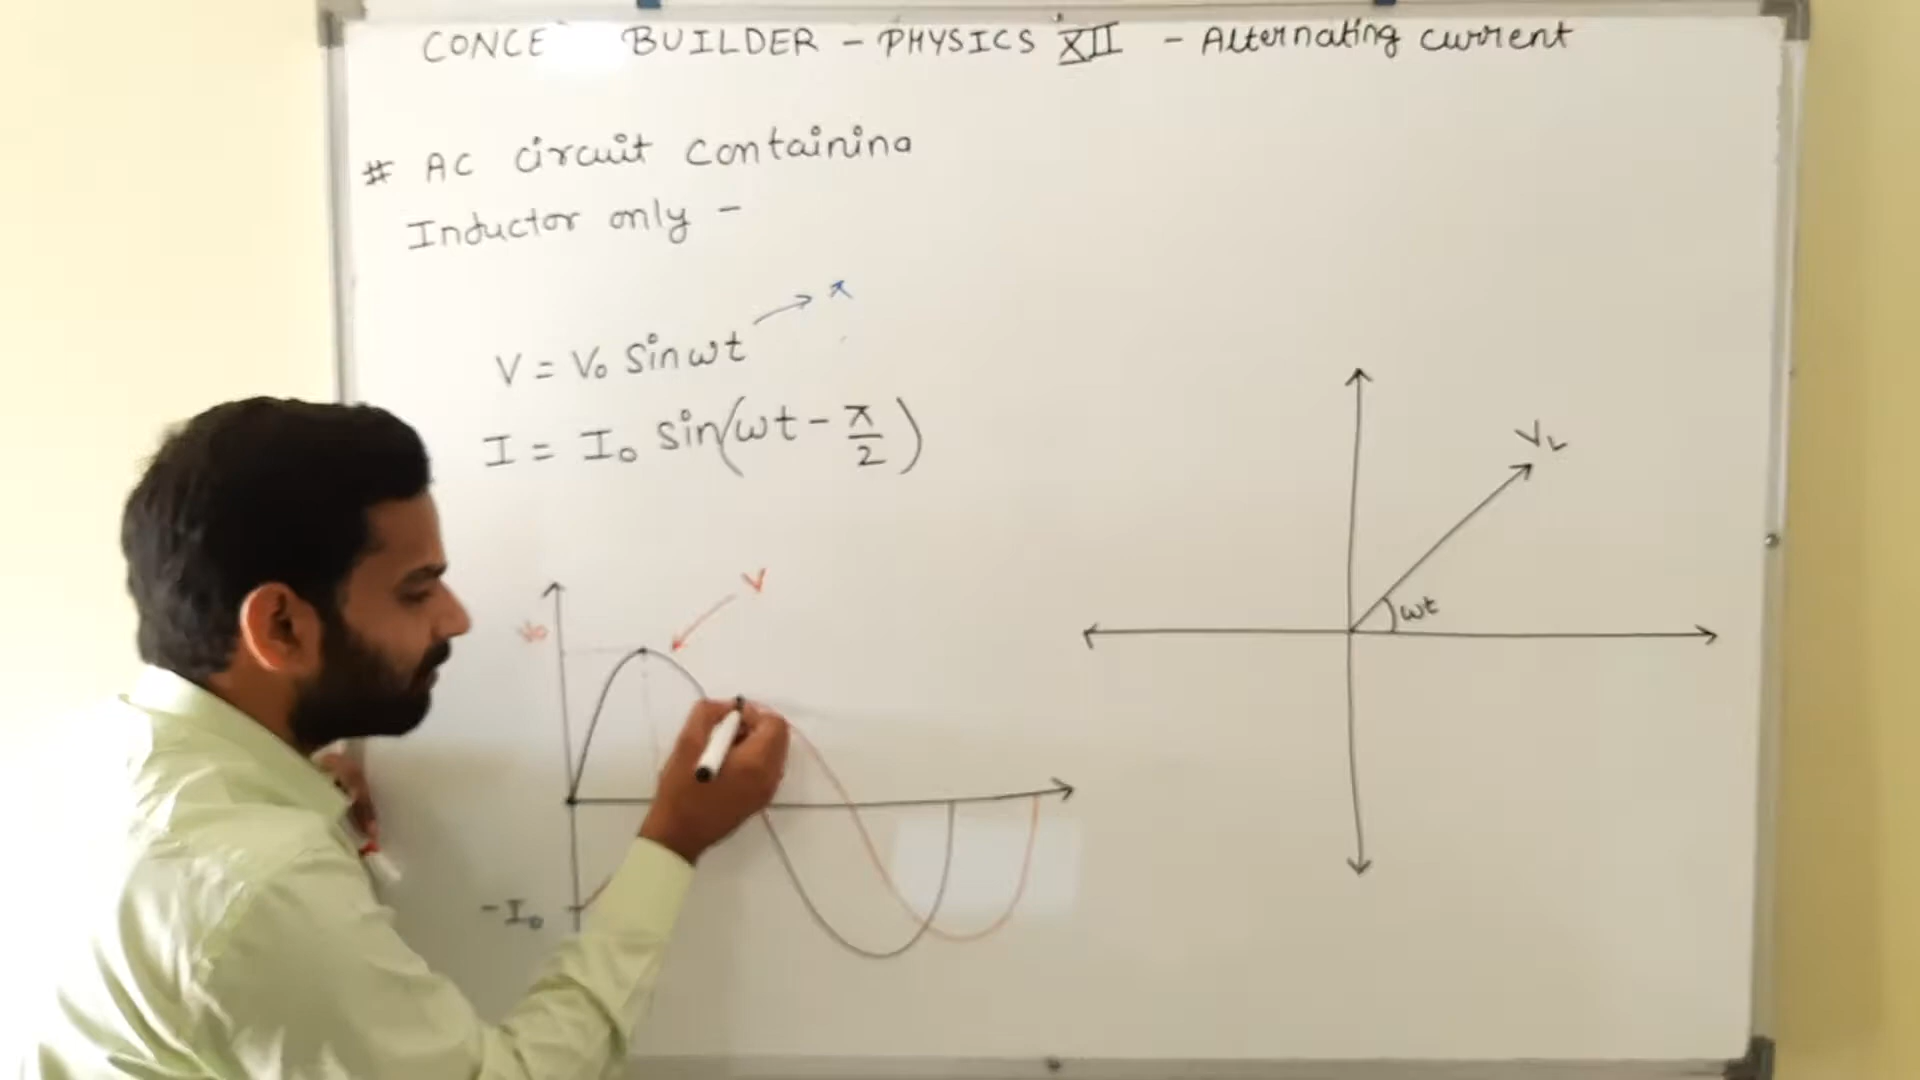 CONCE BUILDER - PHYSICS XII - Alternating current
# AC circuit containing
Inductor only -
π
V = V₀ sinωt
I = I₀ sin(ωt - π/2)
V
V₀
-I₀
V_L
ωt